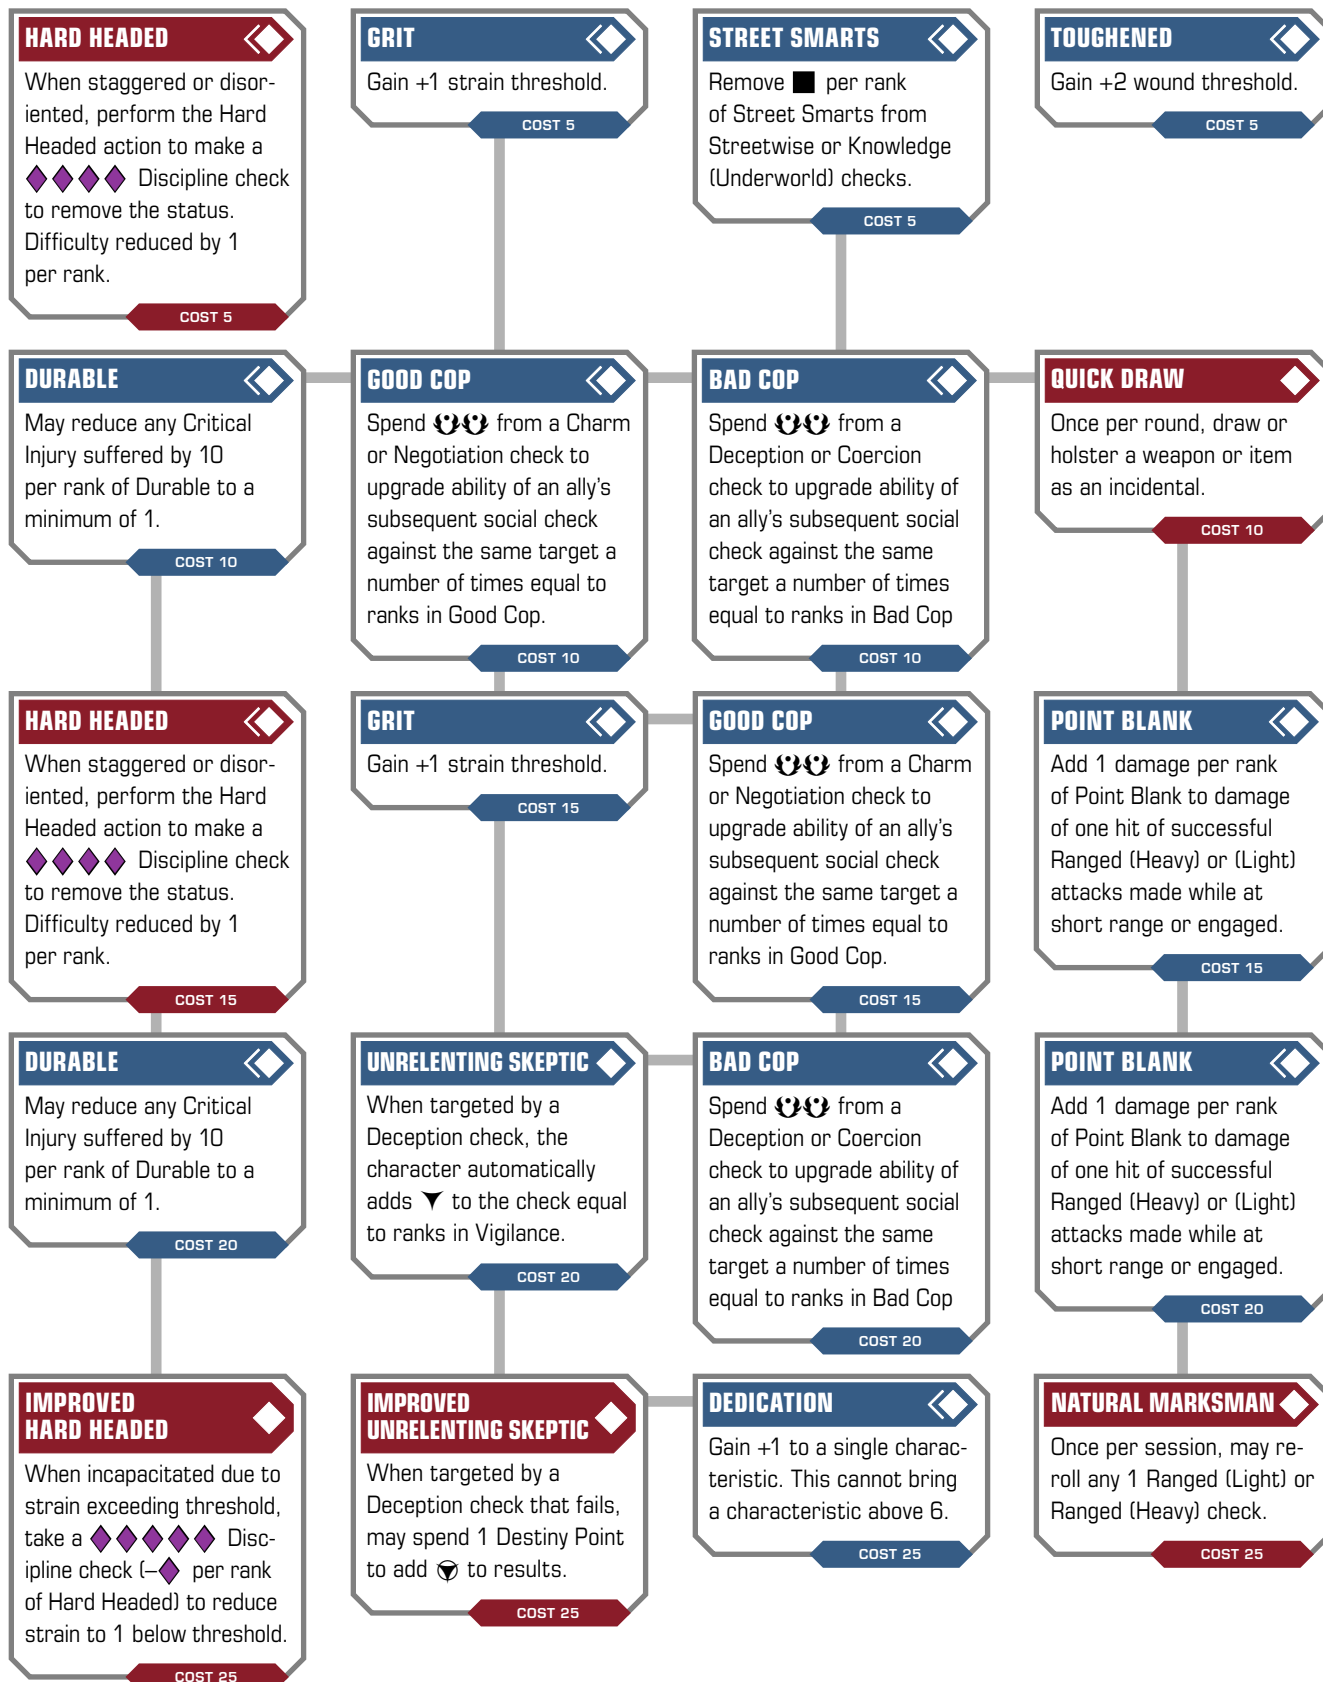 HARD HEADED
When staggered or disor-
iented, perform the Hard
Headed action to make a
Discipline check
to remove the status.
Difficulty reduced by 1
per rank.
COST 5
GRIT
Gain +1 strain threshold.
COST 5
STREET SMARTS
Remove per rank
of Street Smarts from
Streetwise or Knowledge
(Underworld) checks.
COST 5
TOUGHENED
Gain +2 wound threshold.
COST 5
DURABLE
May reduce any Critical
Injury suffered by 10
per rank of Durable to a
minimum of 1.
COST 10
GOOD COP
Spend from a Charm
or Negotiation check to
upgrade ability of an ally's
subsequent social check
against the same target a
number of times equal to
ranks in Good Cop.
COST 10
BAD COP
Spend from a
Deception or Coercion
check to upgrade ability of
an ally's subsequent social
check against the same
target a number of times
equal to ranks in Bad Cop
COST 10
QUICK DRAW
Once per round, draw or
holster a weapon or item
as an incidental.
COST 10
HARD HEADED
When staggered or disor-
iented, perform the Hard
Headed action to make a
Discipline check
to remove the status.
Difficulty reduced by 1
per rank.
COST 15
GRIT
Gain +1 strain threshold.
COST 15
GOOD COP
Spend from a Charm
or Negotiation check to
upgrade ability of an ally's
subsequent social check
against the same target a
number of times equal to
ranks in Good Cop.
COST 15
POINT BLANK
Add 1 damage per rank
of Point Blank to damage
of one hit of successful
Ranged (Heavy) or (Light)
attacks made while at
short range or engaged.
COST 15
DURABLE
May reduce any Critical
Injury suffered by 10
per rank of Durable to a
minimum of 1.
COST 20
UNRELENTING SKEPTIC
When targeted by a
Deception check, the
character automatically
adds to the check equal
to ranks in Vigilance.
COST 20
BAD COP
Spend from a
Deception or Coercion
check to upgrade ability of
an ally's subsequent social
check against the same
target a number of times
equal to ranks in Bad Cop
COST 20
POINT BLANK
Add 1 damage per rank
of Point Blank to damage
of one hit of successful
Ranged (Heavy) or (Light)
attacks made while at
short range or engaged.
COST 20
IMPROVED
HARD HEADED
When incapacitated due to
strain exceeding threshold,
take a Disc-
ipline check (– per rank
of Hard Headed) to reduce
strain to 1 below threshold.
COST 25
IMPROVED
UNRELENTING SKEPTIC
When targeted by a
Deception check that fails,
may spend 1 Destiny Point
to add to results.
COST 25
DEDICATION
Gain +1 to a single charac-
teristic. This cannot bring
a characteristic above 6.
COST 25
NATURAL MARKSMAN
Once per session, may re-
roll any 1 Ranged (Light) or
Ranged (Heavy) check.
COST 25